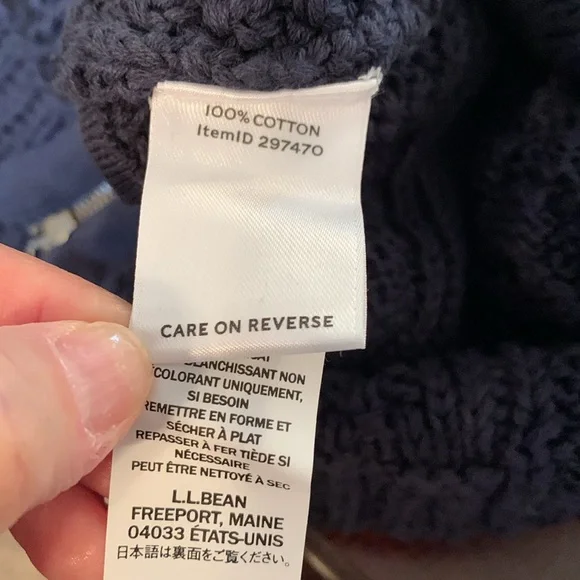 100% COTTON
ItemID 297470
CARE ON REVERSE
BLANCHISSANT NON
DÉCOLORANT UNIQUEMENT,
SI BESOIN
REMETTRE EN FORME ET
SÉCHER À PLAT
REPASSER À FER TIÈDE SI
NÉCESSAIRE
PEUT ÊTRE NETTOYÉ À SEC
L.L.BEAN
FREEPORT, MAINE
04033 ÉTATS-UNIS
日本語は裏面をご覧ください。